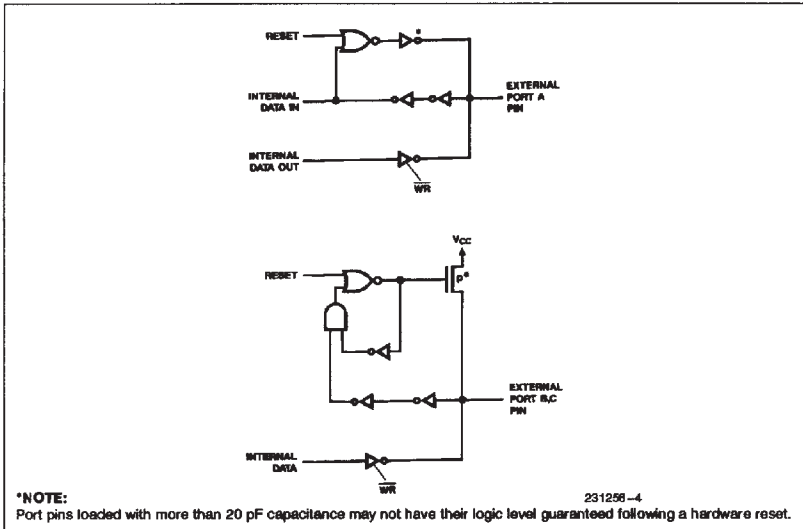 RESET
*
INTERNAL
DATA IN
EXTERNAL
PORT A
PIN
INTERNAL
DATA OUT
WR
VCC
RESET
P*
EXTERNAL
PORT B,C
PIN
INTERNAL
DATA
WR
*NOTE:
231256–4
Port pins loaded with more than 20 pF capacitance may not have their logic level guaranteed following a hardware reset.